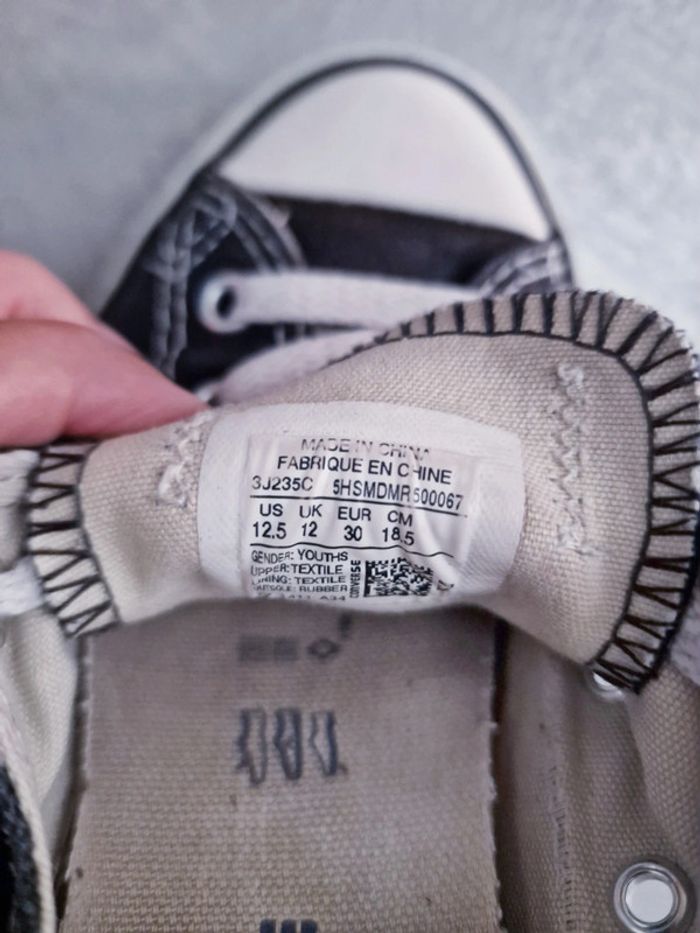 MADE IN CHINA
FABRIQUE EN CHINE
3J235C 5HSMDMR500067
US UK EUR CM
12.5 12 30 18.5
GENDER: YOUTHS
UPPER: TEXTILE
LINING: TEXTILE
OUTSOLE: RUBBER
CONVERSE